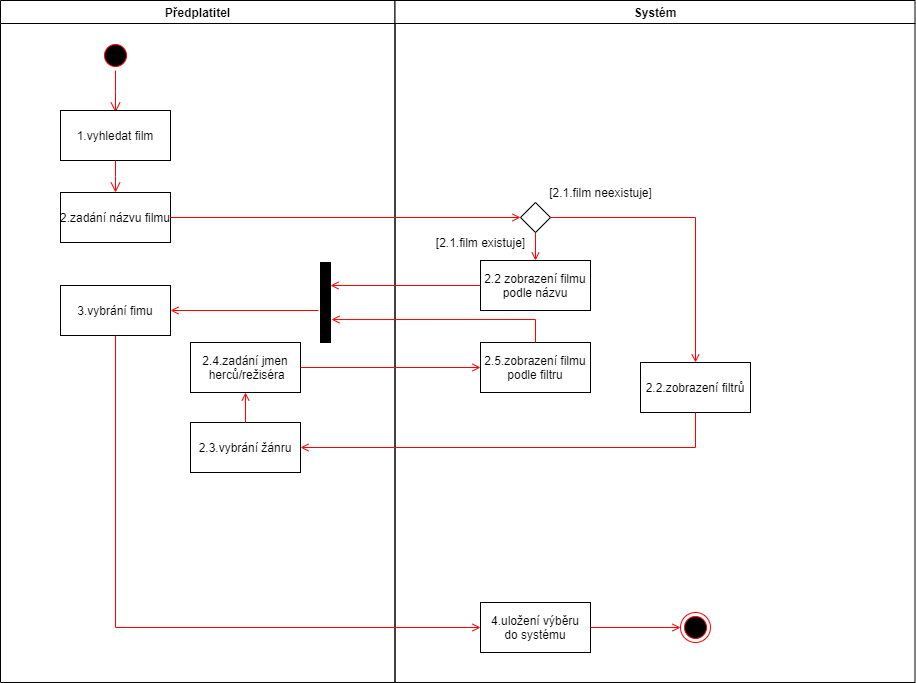 Předplatitel
Systém
1.vyhledat film
2.zadání názvu filmu
[2.1.film neexistuje]
[2.1.film existuje]
2.2 zobrazení filmu
podle názvu
3.vybrání fimu
2.4.zadání jmen
herců/režiséra
2.5.zobrazení filmu
podle filtru
2.2.zobrazení filtrů
2.3.vybrání žánru
4.uložení výběru
do systému